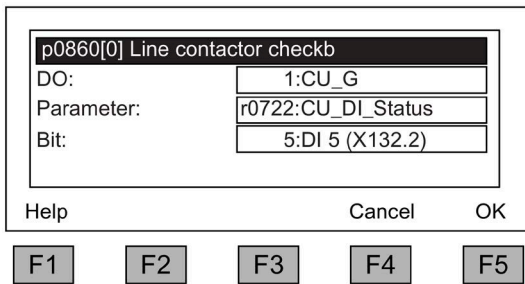 p0860[0] Line contactor checkb
DO: 1:CU_G
Parameter: r0722:CU_DI_Status
Bit: 5:DI 5 (X132.2)
Help Cancel OK
F1 F2 F3 F4 F5